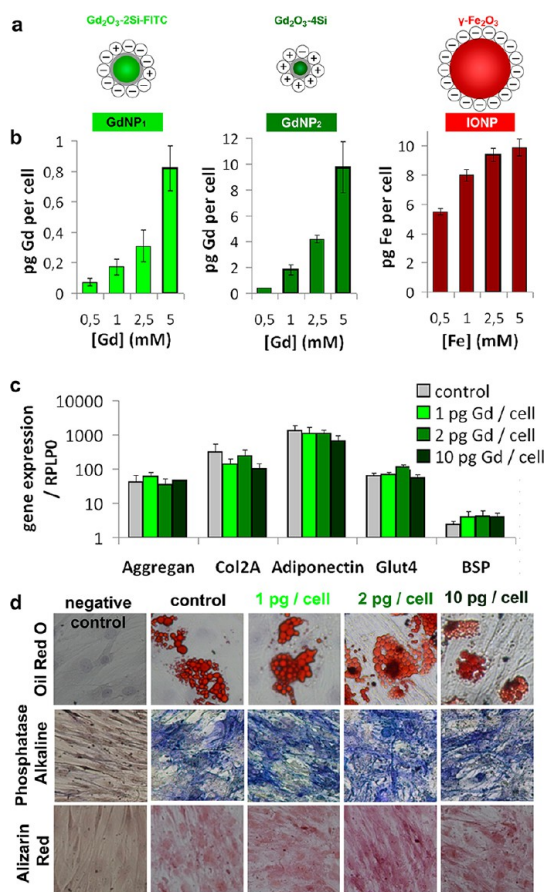 a
Gd₂O₃-2Si-FITC Gd₂O₃-4Si γ-Fe₂O₃
b
GdNP₁ GdNP₂ IONP
pg Gd per cell
1
0,8
0,6
0,4
0,2
0
0,5 1 2,5 5
[Gd] (mM)
pg Gd per cell
12
10
8
6
4
2
0
0,5 1 2,5 5
[Gd] (mM)
pg Fe per cell
10
8
6
4
2
0
0,5 1 2,5 5
[Fe] (mM)
c
gene expression
/ RPLP0
10000
1000
100
10
1
control
1 pg Gd / cell
2 pg Gd / cell
10 pg Gd / cell
Aggregan Col2A Adiponectin Glut4 BSP
d
negative
control
control 1 pg / cell 2 pg / cell 10 pg / cell
Oil Red O
Phosphatase
Alkaline
Alizarin
Red